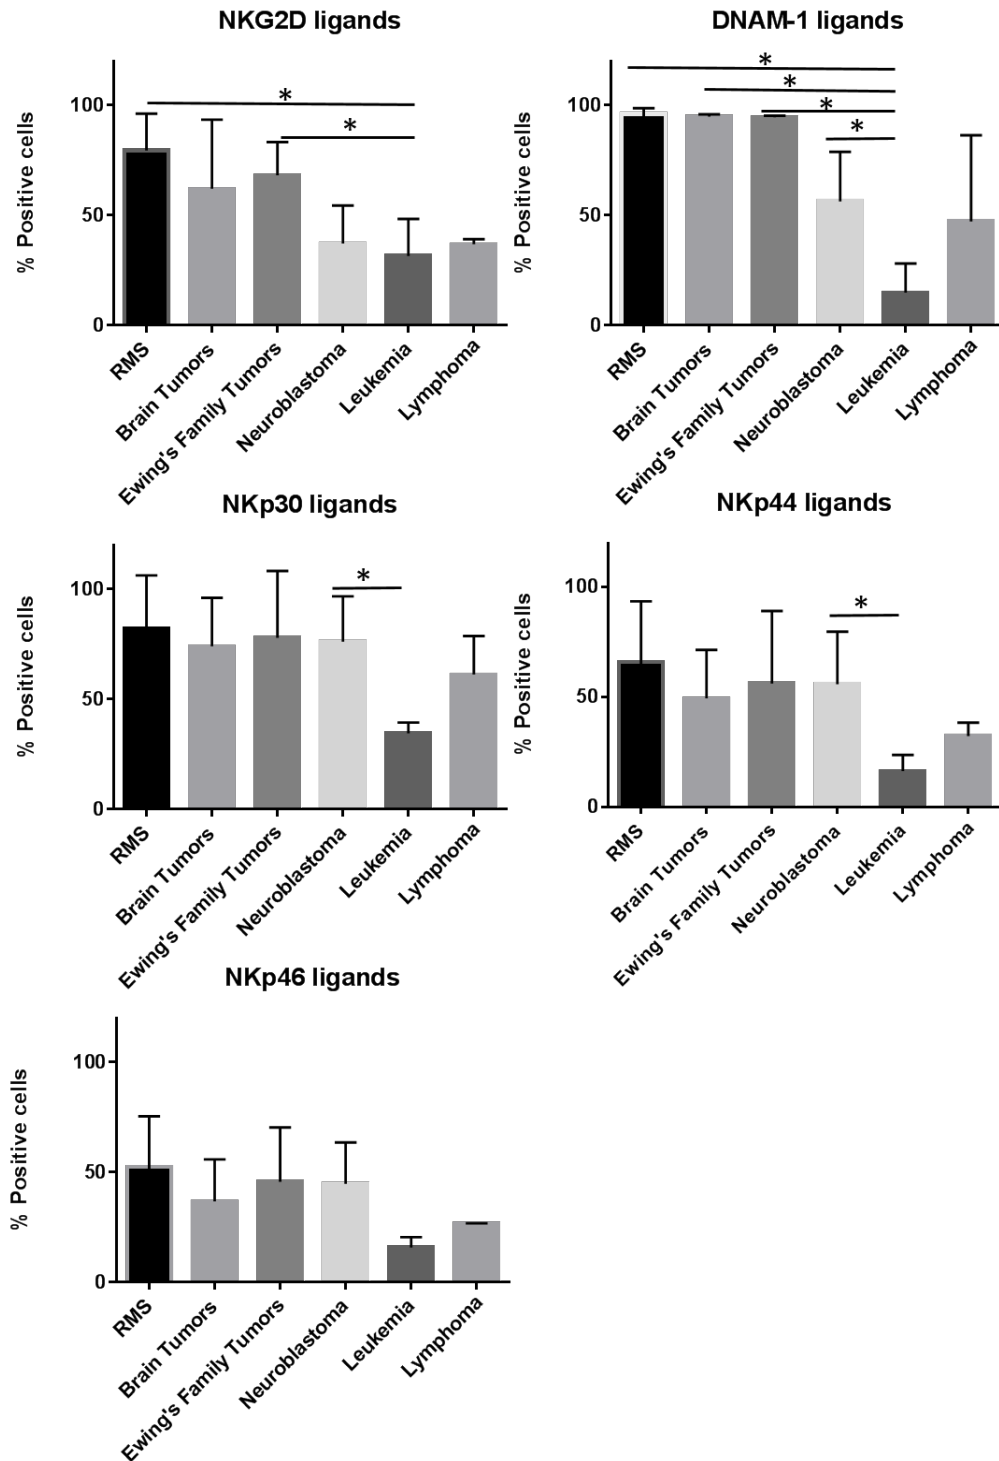 NKG2D ligands
% Positive cells
100
*
*
50
0
RMS
Brain Tumors
Ewing's Family Tumors
Neuroblastoma
Leukemia
Lymphoma
DNAM-1 ligands
% Positive cells
100
*
*
*
*
50
0
RMS
Brain Tumors
Ewing's Family Tumors
Neuroblastoma
Leukemia
Lymphoma
NKp30 ligands
% Positive cells
100
*
50
0
RMS
Brain Tumors
Ewing's Family Tumors
Neuroblastoma
Leukemia
Lymphoma
NKp44 ligands
% Positive cells
100
*
50
0
RMS
Brain Tumors
Ewing's Family Tumors
Neuroblastoma
Leukemia
Lymphoma
NKp46 ligands
% Positive cells
100
50
0
RMS
Brain Tumors
Ewing's Family Tumors
Neuroblastoma
Leukemia
Lymphoma